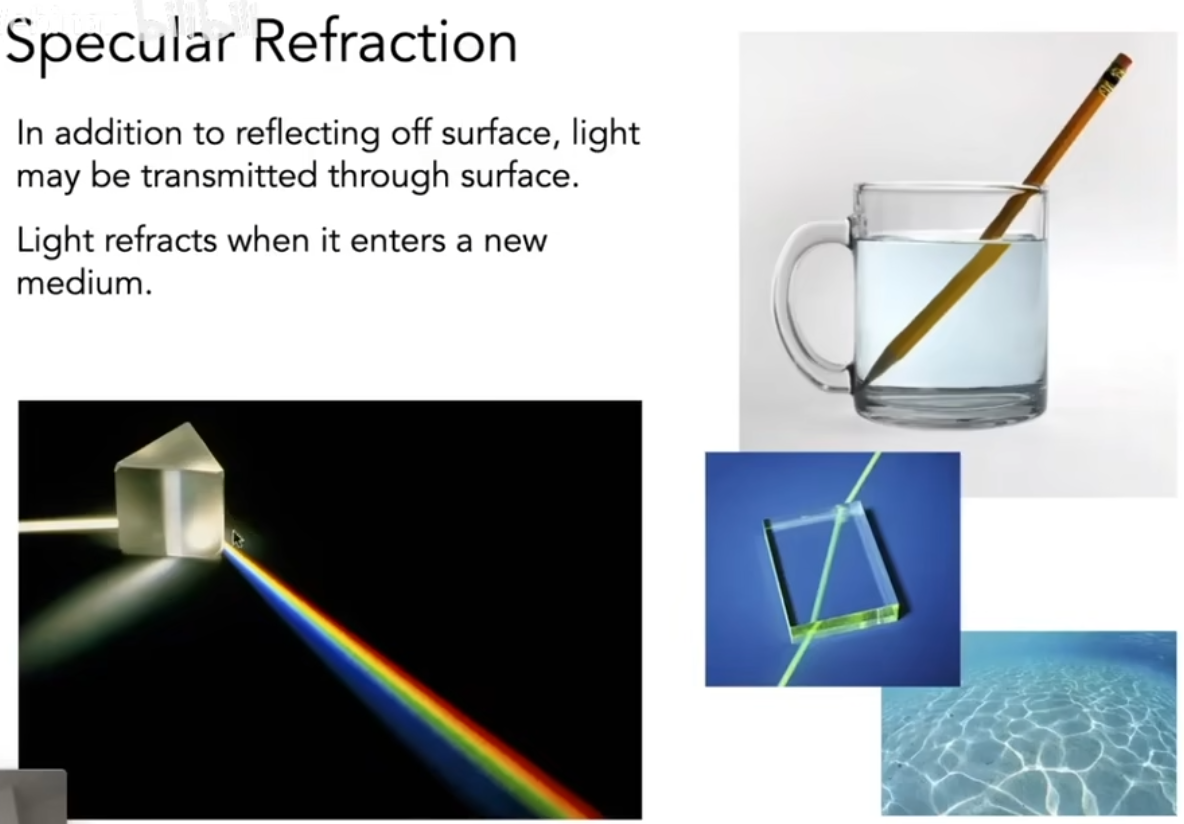 Specular Refraction
In addition to reflecting off surface, light
may be transmitted through surface.
Light refracts when it enters a new
medium.